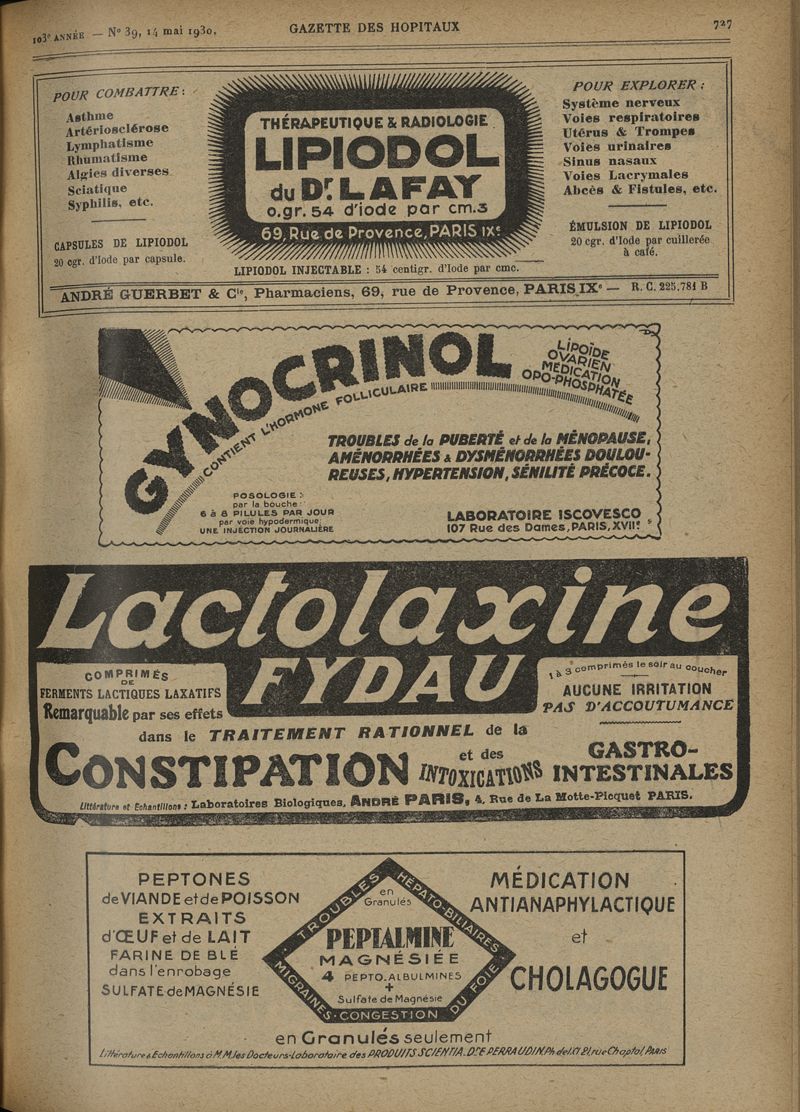 103e ANNÉE — No 39, 14 mai 1930,
GAZETTE DES HOPITAUX
727
POUR COMBATTRE :
Asthme
Artériosclérose
Lymphatisme
Rhumatisme
Algies diverses
Sciatique
Syphilis, etc.
CAPSULES DE LIPIODOL
20 cgr. d'Iode par capsule.
THÉRAPEUTIQUE & RADIOLOGIE
LIPIODOL
du Dr. LAFAY
0.gr. 54 d'iode par cm.3
69, Rue de Provence, PARIS IXe
LIPIODOL INJECTABLE : 54 centigr. d'Iode par cmc.
POUR EXPLORER :
Système nerveux
Voies respiratoires
Utérus & Trompes
Voies urinaires
Sinus nasaux
Voies Lacrymales
Abcès & Fistules, etc.
ÉMULSION DE LIPIODOL
20 cgr. d'Iode par cuillerée
à café.
ANDRÉ GUERBET & Cie, Pharmaciens, 69, rue de Provence, PARIS IXe — R. C. 225.781 B
GYNOCRINOL
LIPOÏDE
OVARIEN
MÉDICATION
OPO-PHOSPHATÉE
CONTIENT L'HORMONE FOLLICULAIRE
TROUBLES de la PUBERTÉ et de la MÉNOPAUSE,
AMÉNORRHÉES & DYSMÉNORRHÉES DOULOU-
REUSES, HYPERTENSION, SÉNILITÉ PRÉCOCE.
POSOLOGIE :
par la bouche :
6 à 8 PILULES PAR JOUR
par voie hypodermique;
UNE INJECTION JOURNALIÈRE
LABORATOIRE ISCOVESCO
107 Rue des Dames, PARIS, XVIIe
Lactolaxine
FYDAU
COMPRIMÉS
DE
FERMENTS LACTIQUES LAXATIFS
Remarquable par ses effets
1 à 3 comprimés le soir au coucher
AUCUNE IRRITATION
PAS D'ACCOUTUMANCE
dans le TRAITEMENT RATIONNEL de la
CONSTIPATION et des INTOXICATIONS GASTRO-
INTESTINALES
Littérature et Echantillons : Laboratoires Biologiques, ANDRÉ PARIS, 4, Rue de La Motte-Picquet PARIS.
PEPTONES
de VIANDE et de POISSON
EXTRAITS
d'ŒUF et de LAIT
FARINE DE BLÉ
dans l'enrobage
SULFATE de MAGNÉSIE
TROUBLES HÉPATO-BILIAIRES
en
Granulés
PEPTALMINE
MAGNÉSIÉE
4 PEPTO-ALBULMINES
+
Sulfate de Magnésie
MIGRAINES · CONGESTION DU FOIE
MÉDICATION
ANTIANAPHYLACTIQUE
et
CHOLAGOGUE
en Granulés seulement
Littérature & Echantillons à M.M. les Docteurs-Laboratoire des PRODUITS SCIENTIA. Dr E. PERRAUDIN Ph de 1.Cl 21, rue Chaptal, Paris